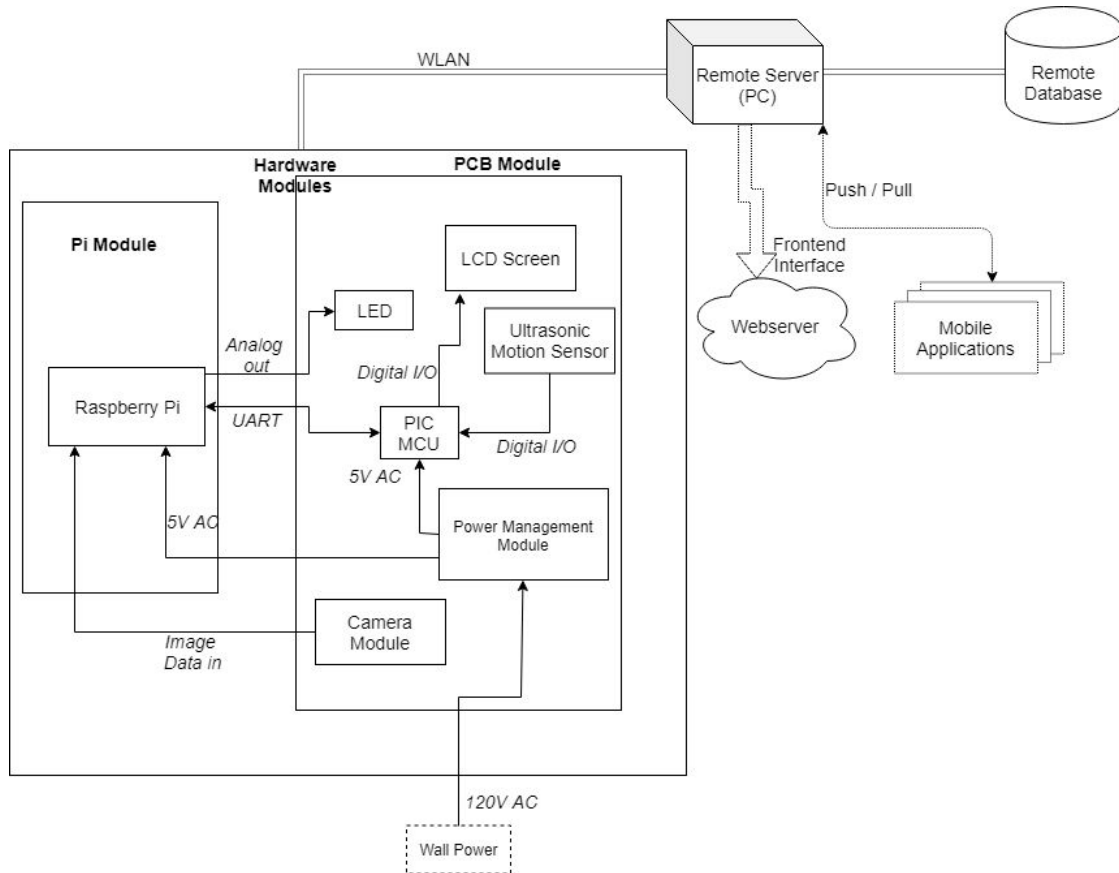 WLAN
Remote Server
(PC)
Remote
Database
Hardware
Modules
PCB Module
Push / Pull
Pi Module
LCD Screen
Frontend
Interface
LED
Ultrasonic
Motion Sensor
Webserver
Mobile
Applications
Analog
out
Digital I/O
Raspberry Pi
UART
PIC
MCU
Digital I/O
5V AC
5V AC
Power Management
Module
Camera
Module
Image
Data in
120V AC
Wall Power